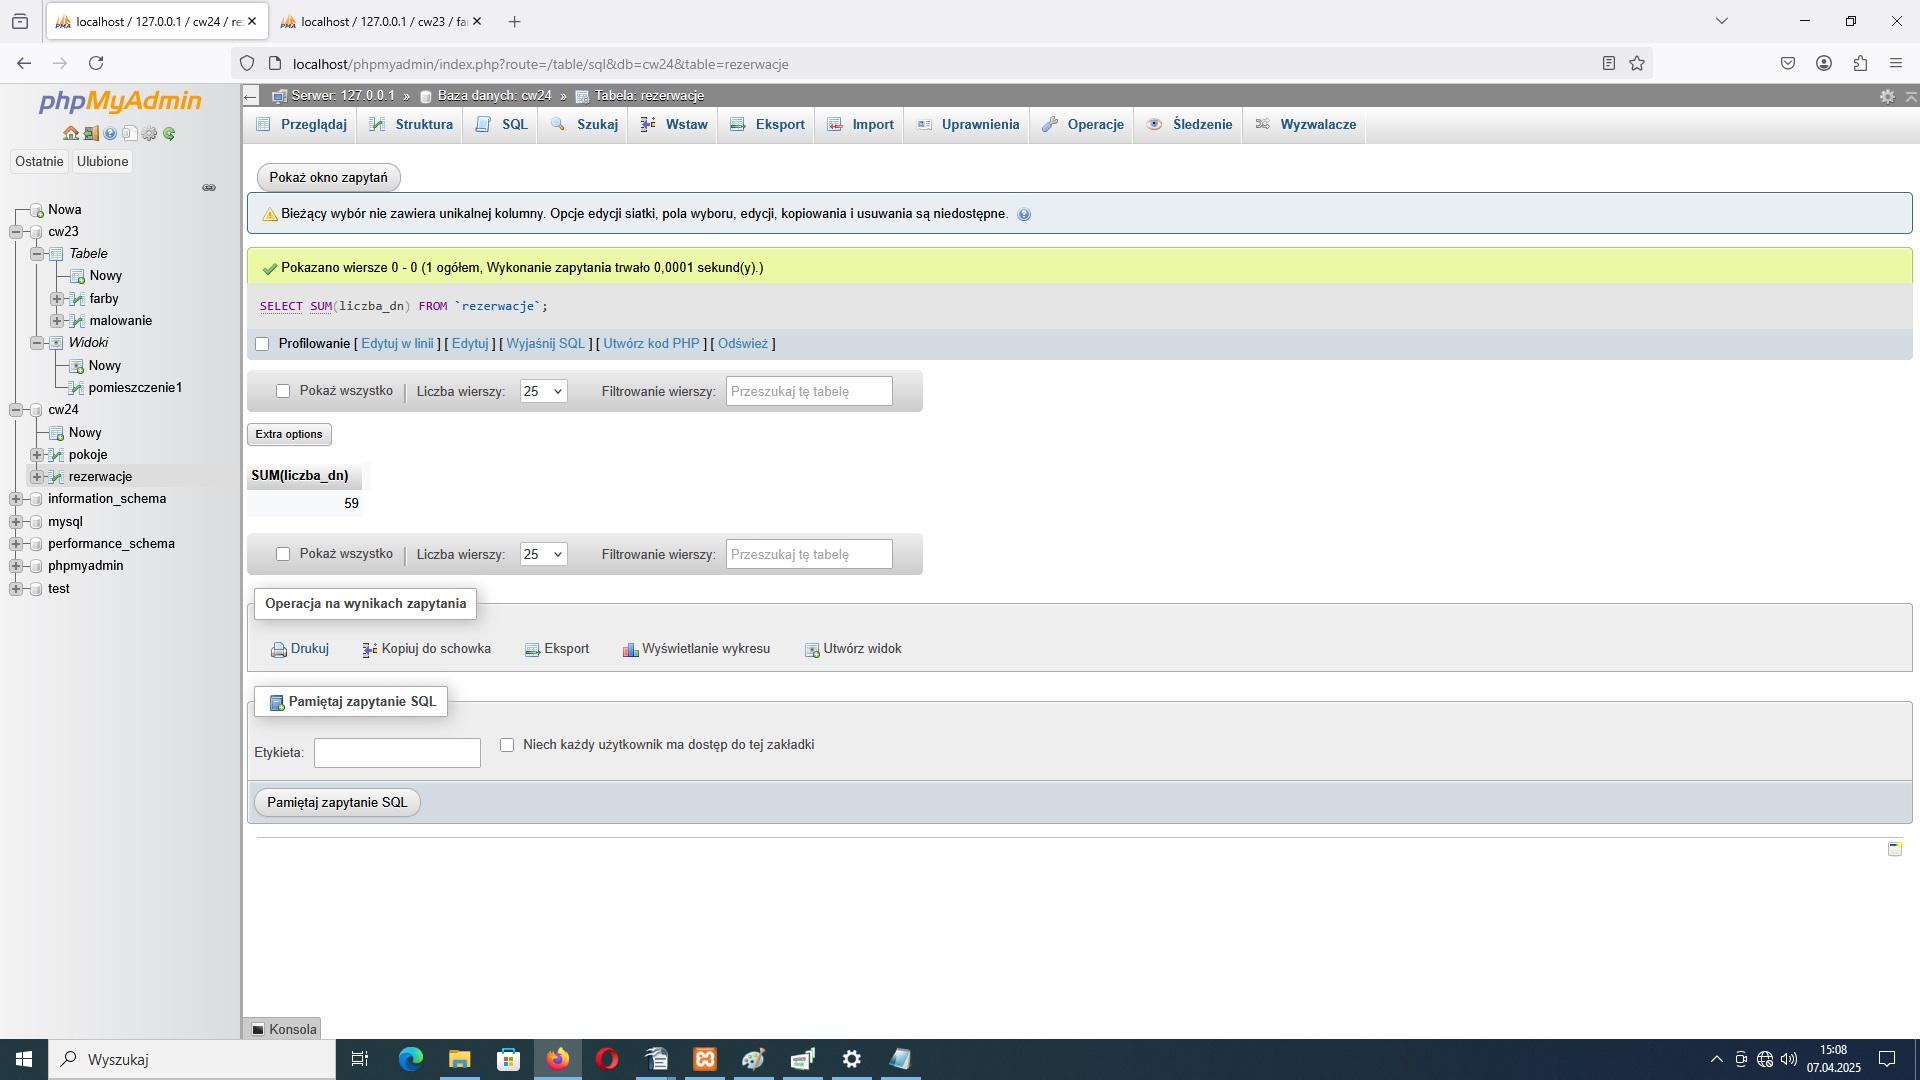 localhost / 127.0.0.1 / cw24 / re
localhost / 127.0.0.1 / cw23 / fa
localhost/phpmyadmin/index.php?route=/table/sql&db=cw24&table=rezerwacje
phpMyAdmin
Ostatnie
Ulubione
Nowa
cw23
Tabele
Nowy
farby
malowanie
Widoki
Nowy
pomieszczenie1
cw24
Nowy
pokoje
rezerwacje
information_schema
mysql
performance_schema
phpmyadmin
test
Serwer: 127.0.0.1 » Baza danych: cw24 » Tabela: rezerwacje
Przeglądaj Struktura SQL Szukaj Wstaw Eksport Import Uprawnienia Operacje Śledzenie Wyzwalacze
Pokaż okno zapytań
Bieżący wybór nie zawiera unikalnej kolumny. Opcje edycji siatki, pola wyboru, edycji, kopiowania i usuwania są niedostępne.
Pokazano wiersze 0 - 0 (1 ogółem, Wykonanie zapytania trwało 0,0001 sekund(y).)
SELECT SUM(liczba_dn) FROM `rezerwacje`;
Profilowanie [ Edytuj w linii ] [ Edytuj ] [ Wyjaśnij SQL ] [ Utwórz kod PHP ] [ Odśwież ]
Pokaż wszystko | Liczba wierszy: 25 Filtrowanie wierszy: Przeszukaj tę tabelę
Extra options
SUM(liczba_dn)
59
Pokaż wszystko | Liczba wierszy: 25 Filtrowanie wierszy: Przeszukaj tę tabelę
Operacja na wynikach zapytania
Drukuj Kopiuj do schowka Eksport Wyświetlanie wykresu Utwórz widok
Pamiętaj zapytanie SQL
Etykieta: Niech każdy użytkownik ma dostęp do tej zakładki
Pamiętaj zapytanie SQL
Konsola
Wyszukaj
15:08
07.04.2025